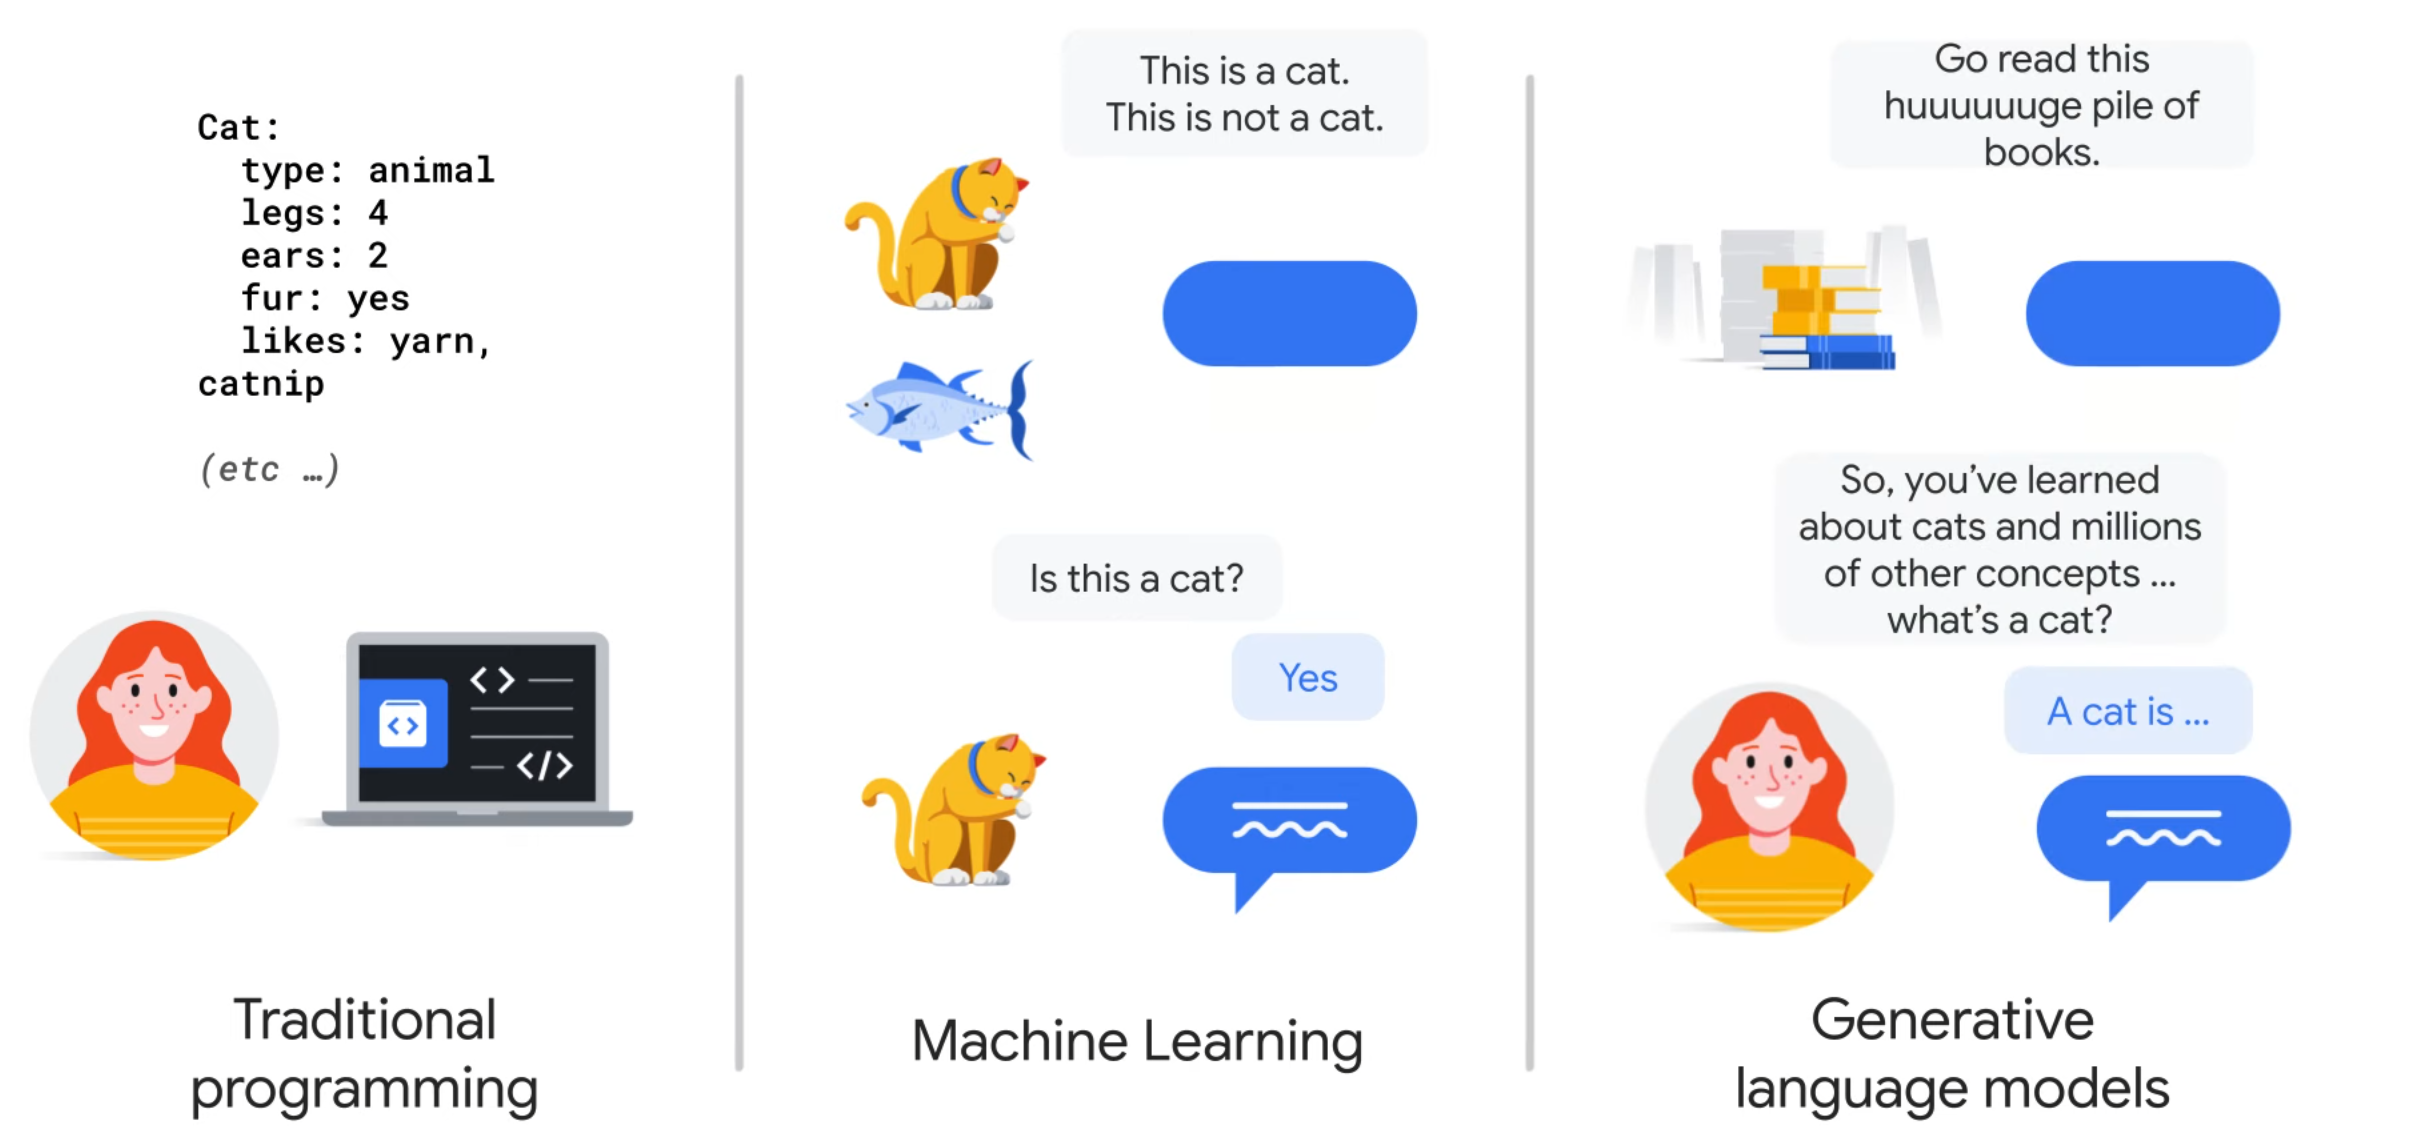 Cat:
type: animal
legs: 4
ears: 2
fur: yes
likes: yarn,
catnip
(etc …)
Traditional
programming
This is a cat.
This is not a cat.
Is this a cat?
Yes
Machine Learning
Go read this
huuuuuuge pile of
books.
So, you’ve learned
about cats and millions
of other concepts ...
what’s a cat?
A cat is ...
Generative
language models